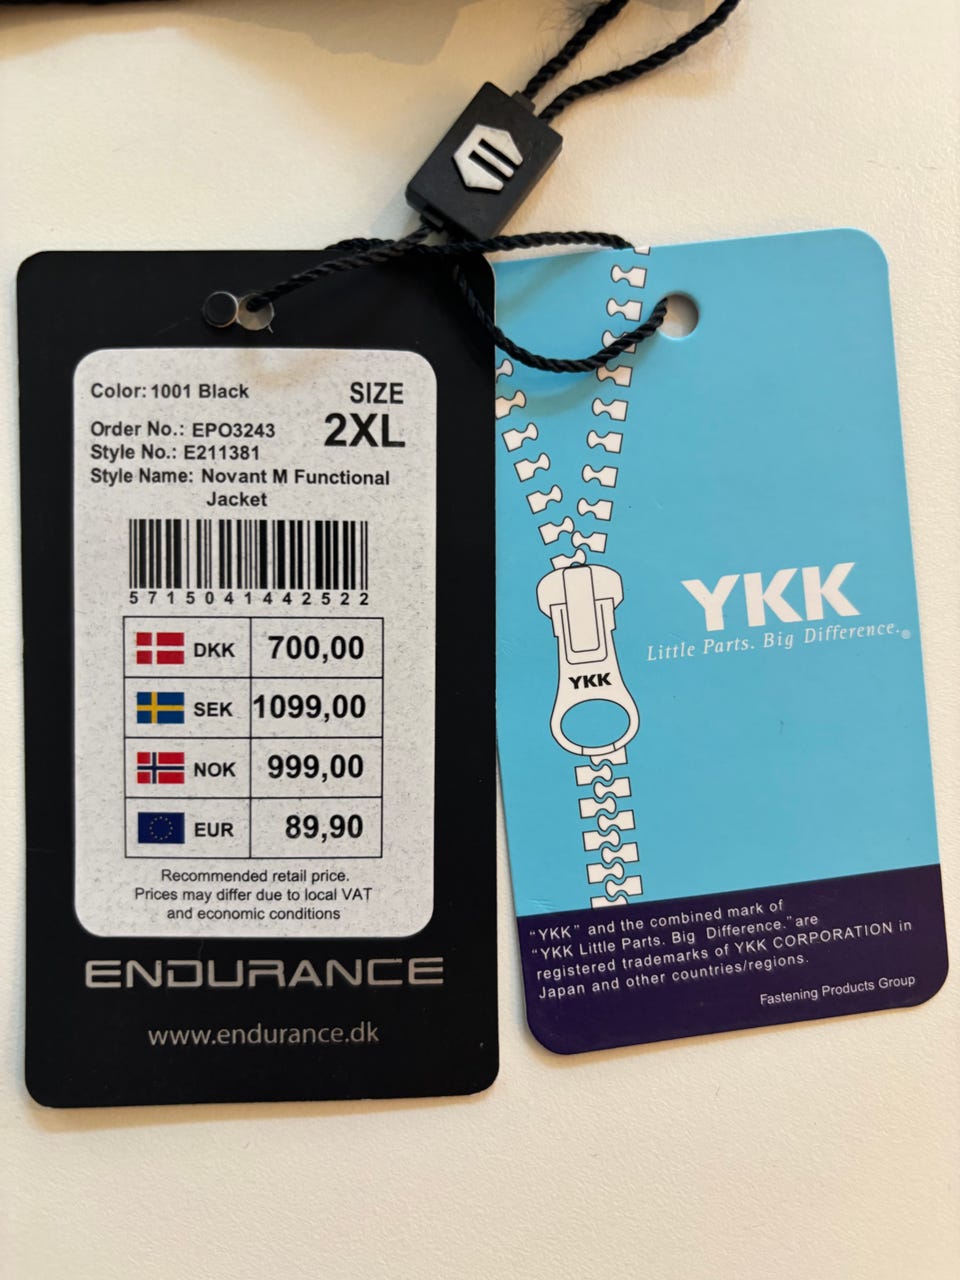 Color: 1001 Black
SIZE
2XL
Order No.: EPO3243
Style No.: E211381
Style Name: Novant M Functional
Jacket
5715041442522
DKK 700,00
SEK 1099,00
NOK 999,00
EUR 89,90
Recommended retail price.
Prices may differ due to local VAT
and economic conditions
ENDURANCE
www.endurance.dk
YKK
Little Parts. Big Difference.®
YKK
"YKK" and the combined mark of
"YKK Little Parts. Big Difference." are
registered trademarks of YKK CORPORATION in
Japan and other countries/regions.
Fastening Products Group